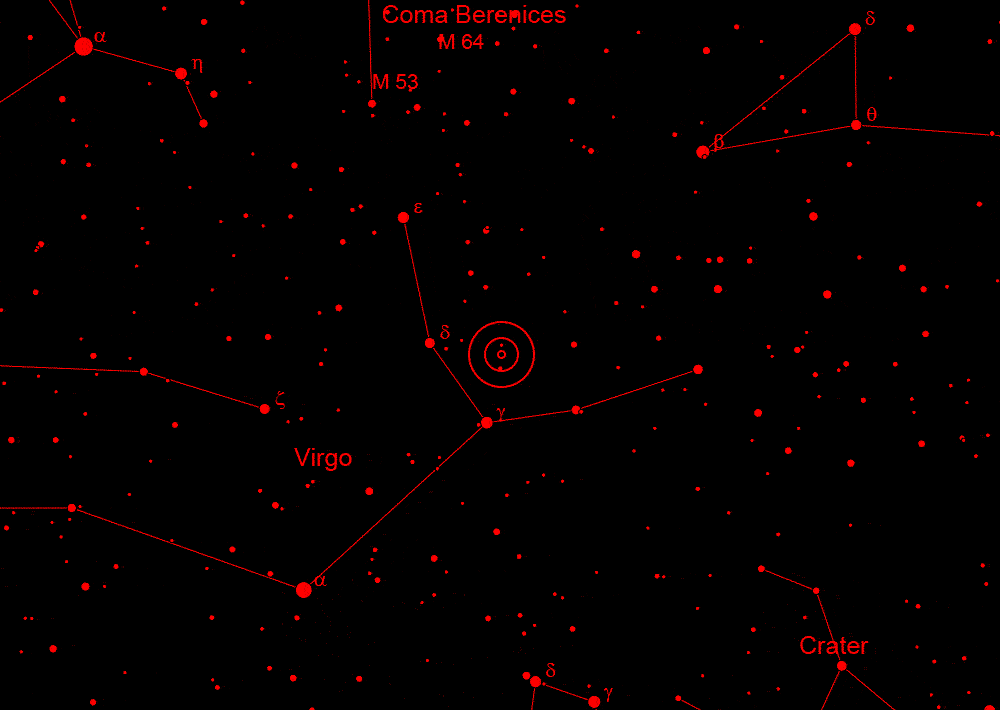 Coma Berenices
M 64
M 53
α
η
δ
θ
β
ε
δ
ζ
γ
Virgo
α
Crater
δ
γ